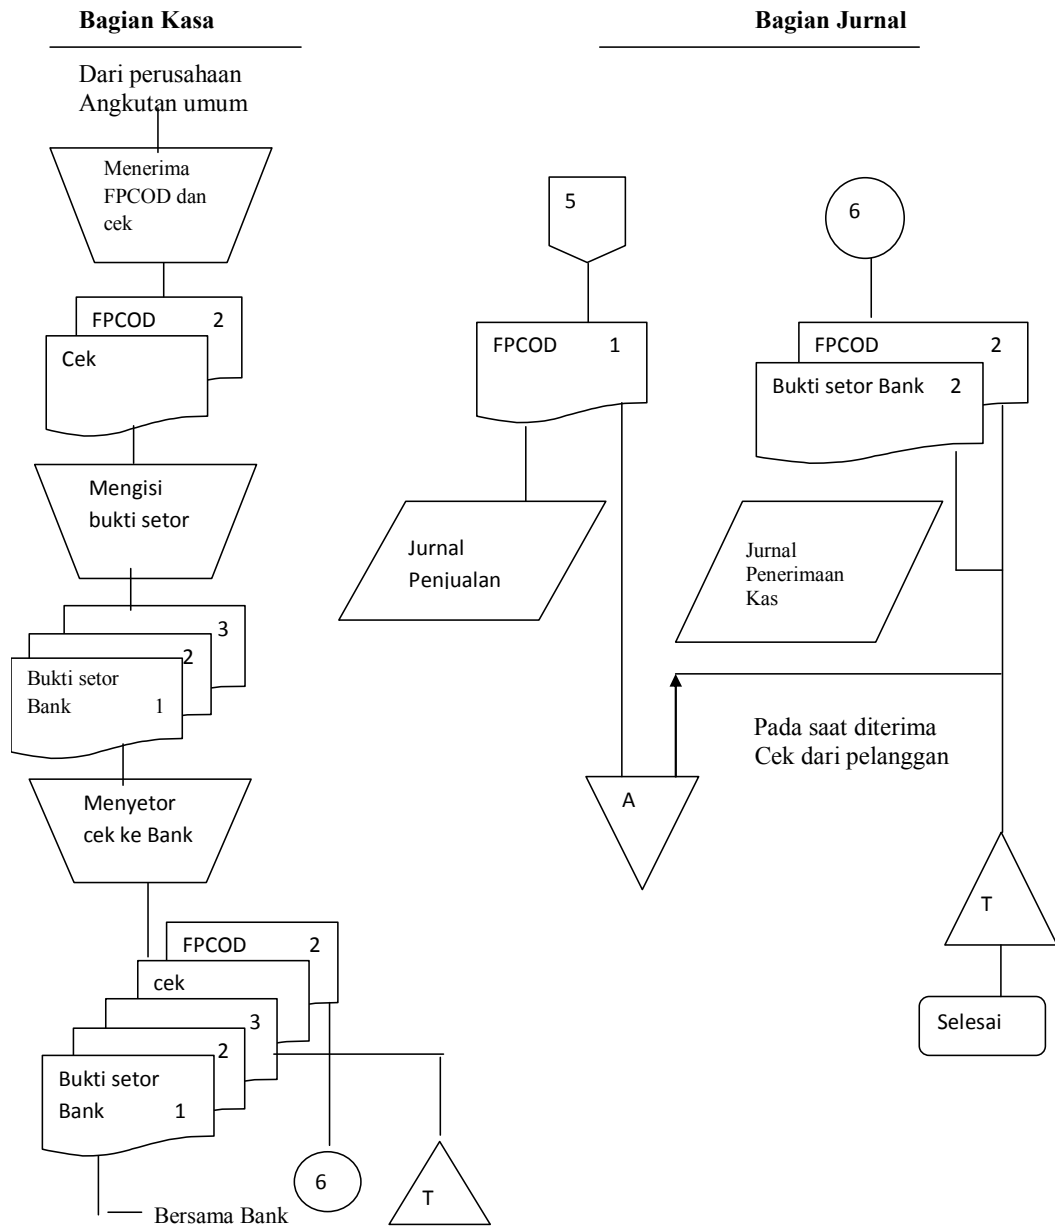 Bagian Kasa
Bagian Jurnal
Dari perusahaan
Angkutan umum
Menerima
FPCOD dan
cek
FPCOD 2
Cek
Mengisi
bukti setor
3
2
Bukti setor
Bank 1
Menyetor
cek ke Bank
FPCOD 2
cek
3
2
Bukti setor
Bank 1
6
T
Bersama Bank
5
FPCOD 1
Jurnal
Penjualan
A
6
FPCOD 2
Bukti setor Bank 2
Jurnal
Penerimaan
Kas
Pada saat diterima
Cek dari pelanggan
T
Selesai